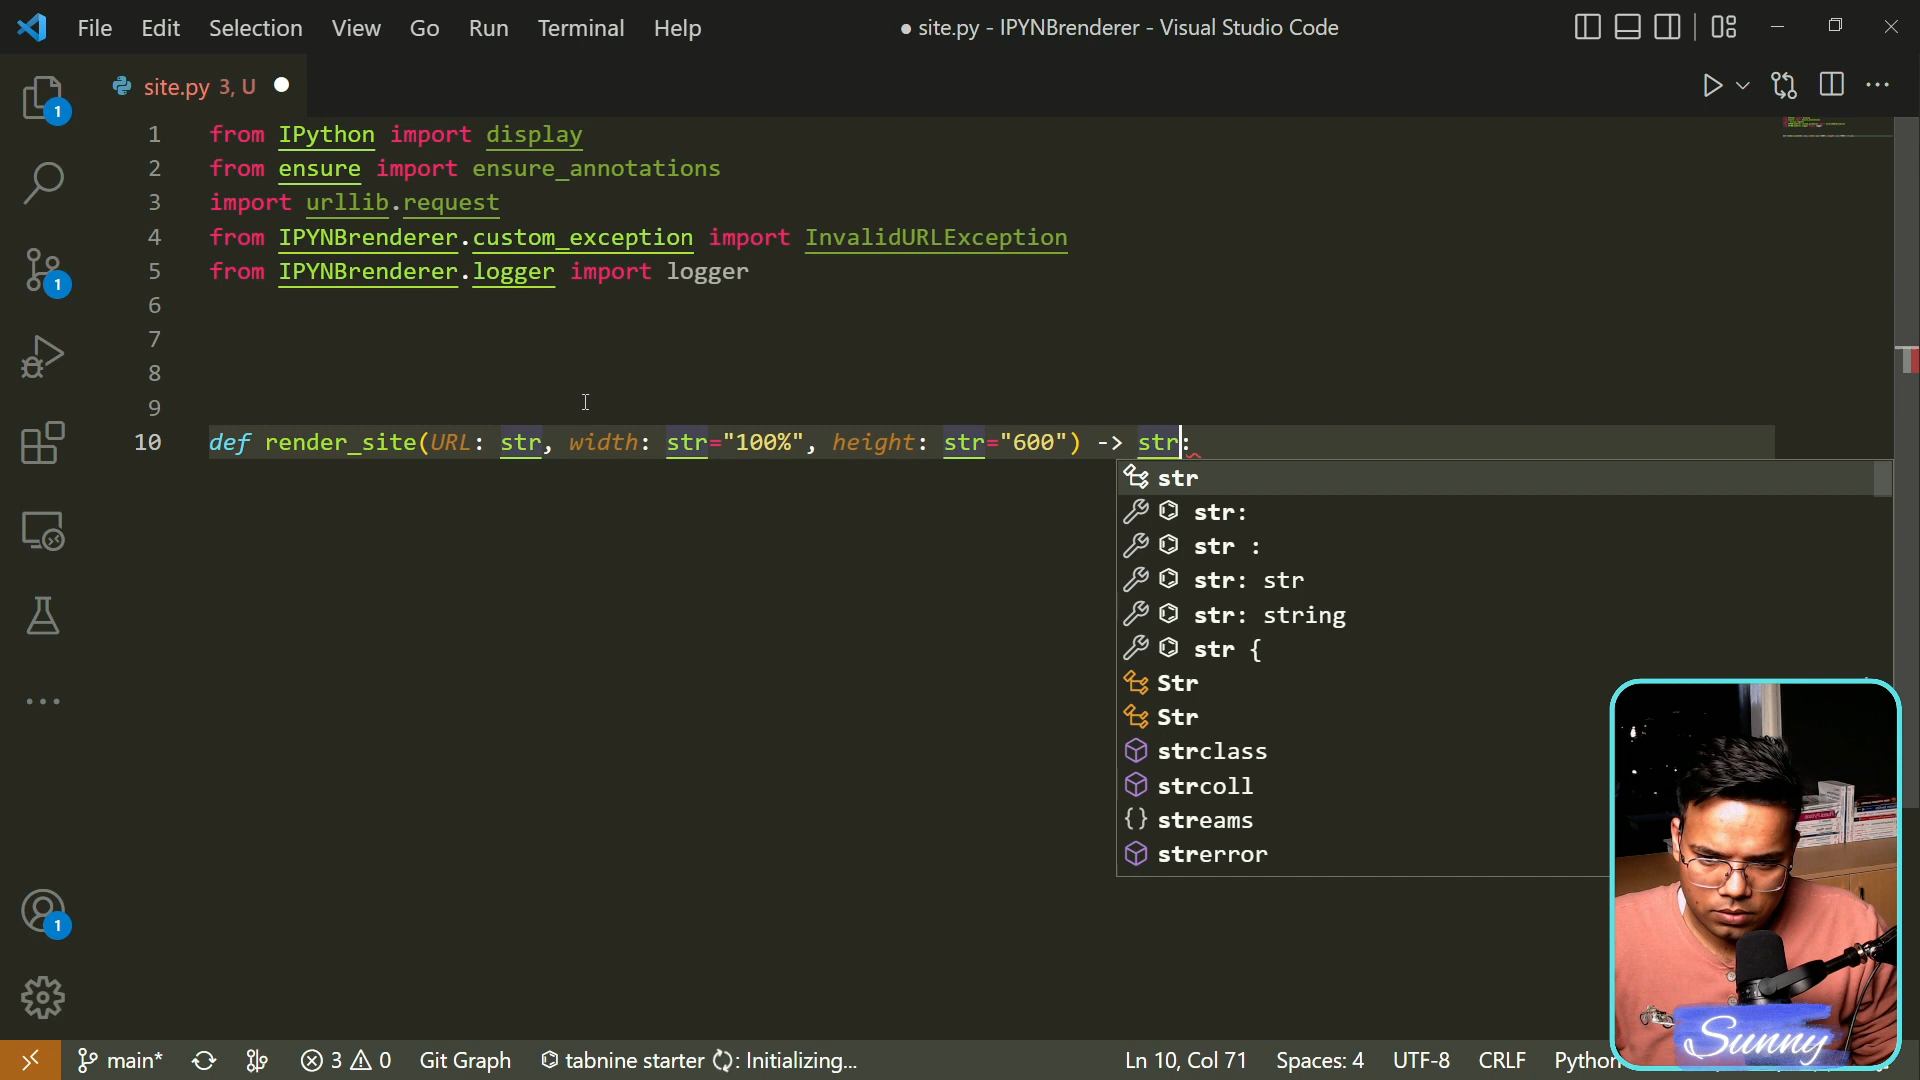 File Edit Selection View Go Run Terminal Help
● site.py - IPYNBrenderer - Visual Studio Code
site.py 3, U
1 from IPython import display
2 from ensure import ensure_annotations
3 import urllib.request
4 from IPYNBrenderer.custom_exception import InvalidURLException
5 from IPYNBrenderer.logger import logger
6
7
8
9
10 def render_site(URL: str, width: str="100%", height: str="600") -> str:
str
str:
str :
str: str
str: string
str {
Str
Str
strclass
strcoll
streams
strerror
1
1
1
Sunny
main* 3 0 Git Graph tabnine starter : Initializing... Ln 10, Col 71 Spaces: 4 UTF-8 CRLF